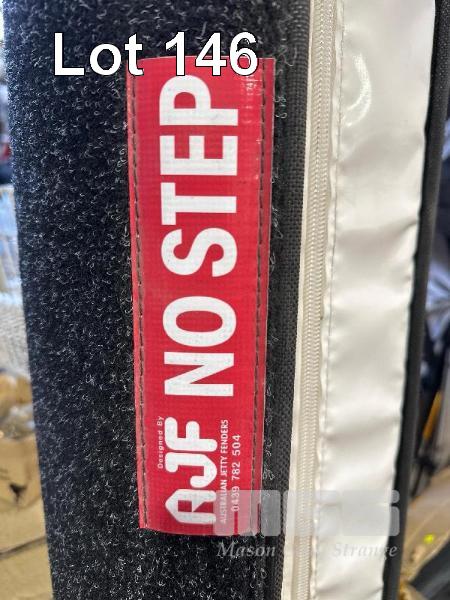 Lot 146
NO STEP
Designed By
AJF
AUSTRALIAN JETTY FENDERS
0439 782 504
Mason Strange